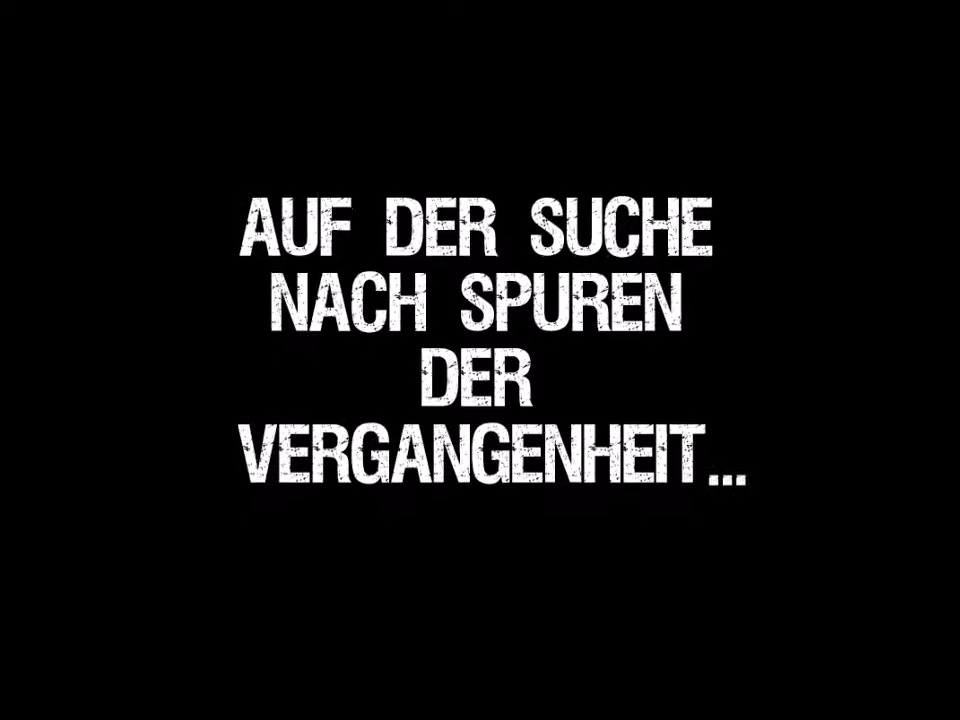 AUF DER SUCHE
NACH SPUREN
DER
VERGANGENHEIT...